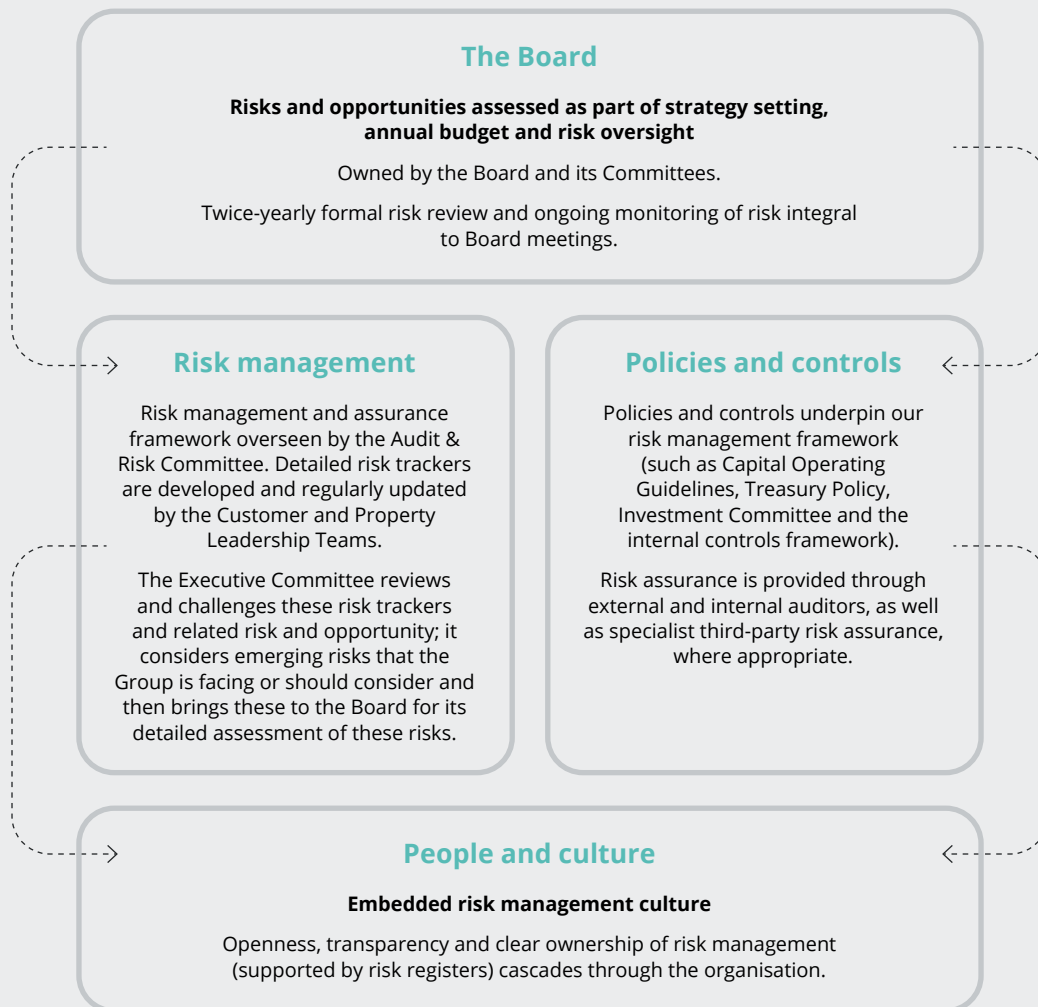 The Board
Risks and opportunities assessed as part of strategy setting,
annual budget and risk oversight
Owned by the Board and its Committees.
Twice-yearly formal risk review and ongoing monitoring of risk integral
to Board meetings.
Risk management
Risk management and assurance
framework overseen by the Audit &
Risk Committee. Detailed risk trackers
are developed and regularly updated
by the Customer and Property
Leadership Teams.
The Executive Committee reviews
and challenges these risk trackers
and related risk and opportunity; it
considers emerging risks that the
Group is facing or should consider and
then brings these to the Board for its
detailed assessment of these risks.
Policies and controls
Policies and controls underpin our
risk management framework
(such as Capital Operating
Guidelines, Treasury Policy,
Investment Committee and the
internal controls framework).
Risk assurance is provided through
external and internal auditors, as well
as specialist third-party risk assurance,
where appropriate.
People and culture
Embedded risk management culture
Openness, transparency and clear ownership of risk management
(supported by risk registers) cascades through the organisation.